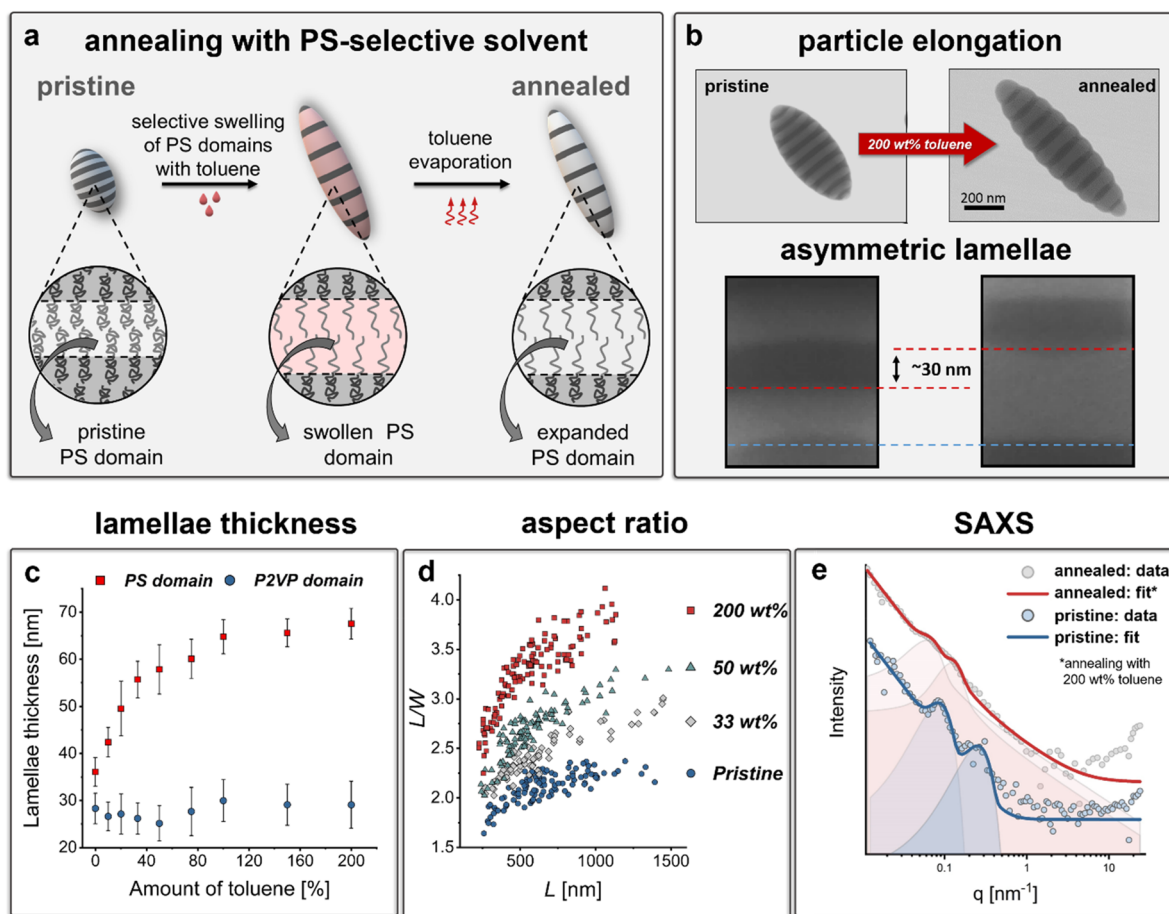 a
annealing with PS-selective solvent
pristine
annealed
selective swelling
of PS domains
with toluene
toluene
evaporation
pristine
PS domain
swollen PS
domain
expanded
PS domain
b
particle elongation
pristine
annealed
200 wt% toluene
200 nm
asymmetric lamellae
~30 nm
lamellae thickness
c
PS domain
P2VP domain
Lamellae thickness [nm]
70
60
50
40
30
20
0
40
80
120
160
200
Amount of toluene [%]
aspect ratio
d
L/W
4.0
3.5
3.0
2.5
2.0
1.5
500
1000
1500
L [nm]
200 wt%
50 wt%
33 wt%
Pristine
SAXS
e
annealed: data
annealed: fit*
pristine: data
pristine: fit
*annealing with
200 wt% toluene
Intensity
0.1
1
10
q [nm⁻¹]